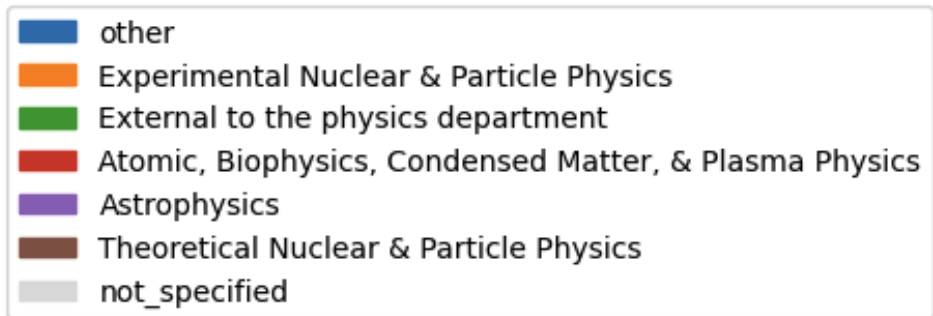 other
Experimental Nuclear & Particle Physics
External to the physics department
Atomic, Biophysics, Condensed Matter, & Plasma Physics
Astrophysics
Theoretical Nuclear & Particle Physics
not_specified